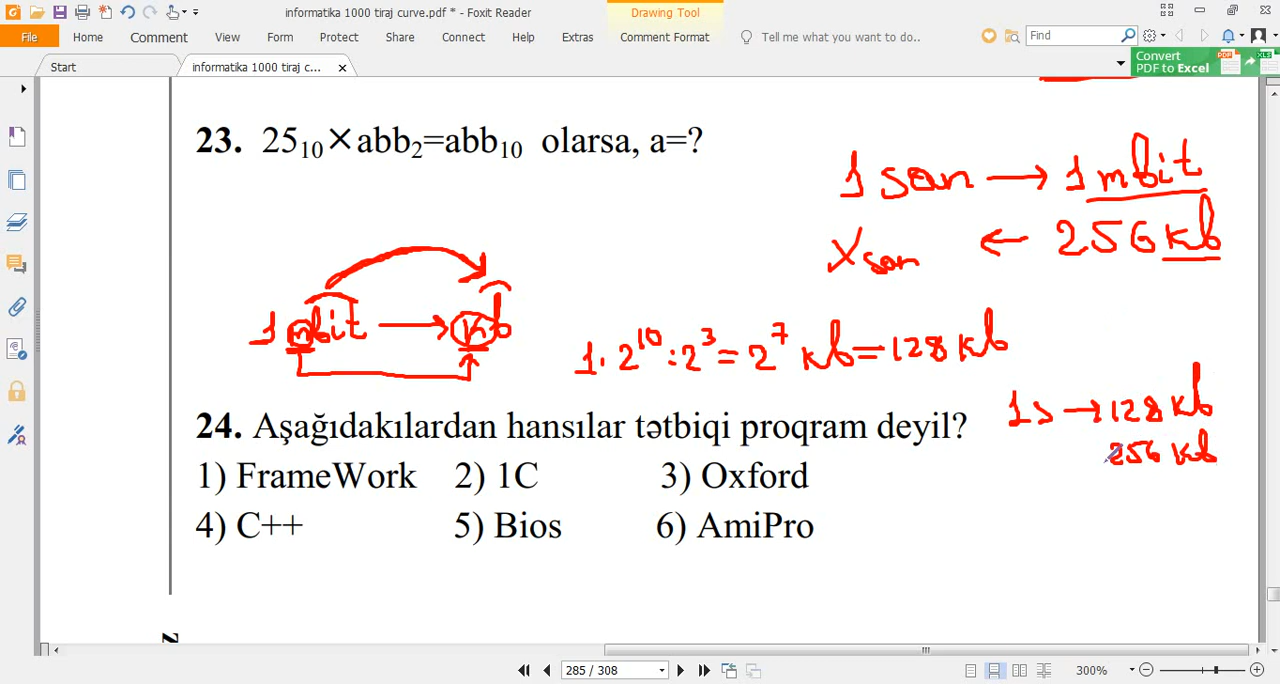 informatika 1000 tiraj curve.pdf * - Foxit Reader
Drawing Tool
File Home Comment View Form Protect Share Connect Help Extras Comment Format Tell me what you want to do.. Find
Start informatika 1000 tiraj c...
Convert
PDF to Excel
23. 25₁₀×abb₂=abb₁₀ olarsa, a=?
1 san → 1 mbit
X san ← 256 kb
1 mbit → kb
1·2¹⁰:2³=2⁷ kb=128 kb
1s → 128 kb
256 kb
24. Aşağıdakılardan hansılar tətbiqi proqram deyil?
1) FrameWork 2) 1C 3) Oxford
4) C++ 5) Bios 6) AmiPro
285 / 308
300%